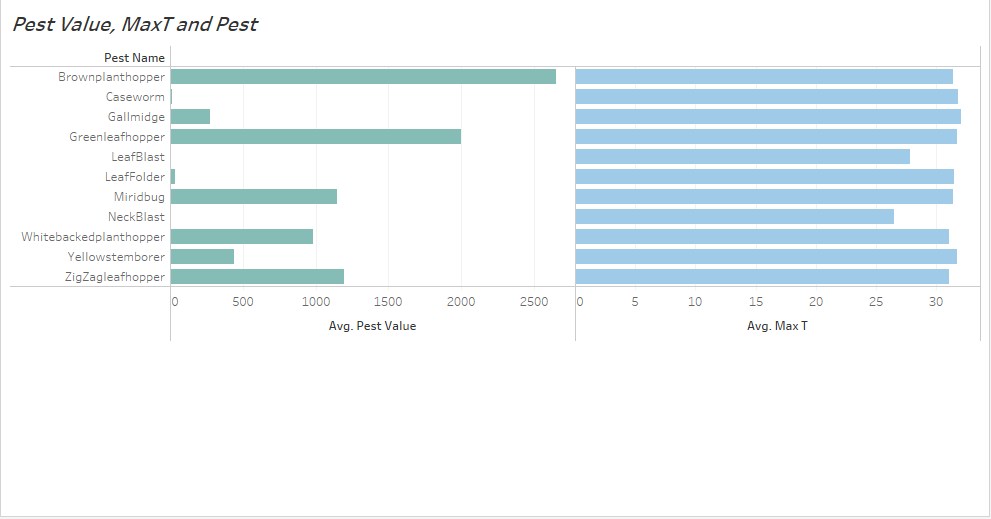 Pest Value, MaxT and Pest
Pest Name
Brownplanthopper
Caseworm
Gallmidge
Greenleafhopper
LeafBlast
LeafFolder
Miridbug
NeckBlast
Whitebackedplanthopper
Yellowstemborer
ZigZagleafhopper
0 500 1000 1500 2000 2500 0 5 10 15 20 25 30
Avg. Pest Value Avg. Max T